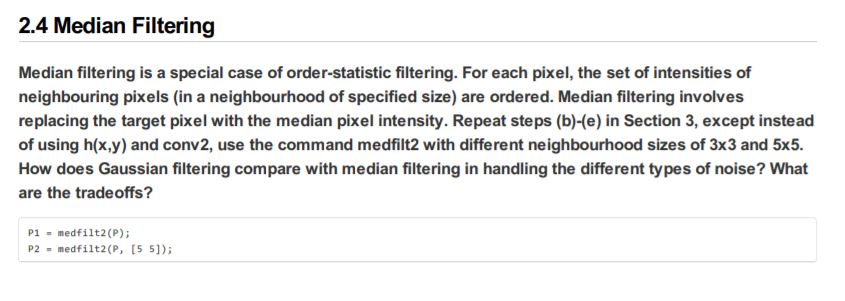 2.4 Median Filtering
Median filtering is a special case of order-statistic filtering. For each pixel, the set of intensities of
neighbouring pixels (in a neighbourhood of specified size) are ordered. Median filtering involves
replacing the target pixel with the median pixel intensity. Repeat steps (b)-(e) in Section 3, except instead
of using h(x,y) and conv2, use the command medfilt2 with different neighbourhood sizes of 3x3 and 5x5.
How does Gaussian filtering compare with median filtering in handling the different types of noise? What
are the tradeoffs?
P1 = medfilt2(P);
P2 = medfilt2(P, [5 5]);